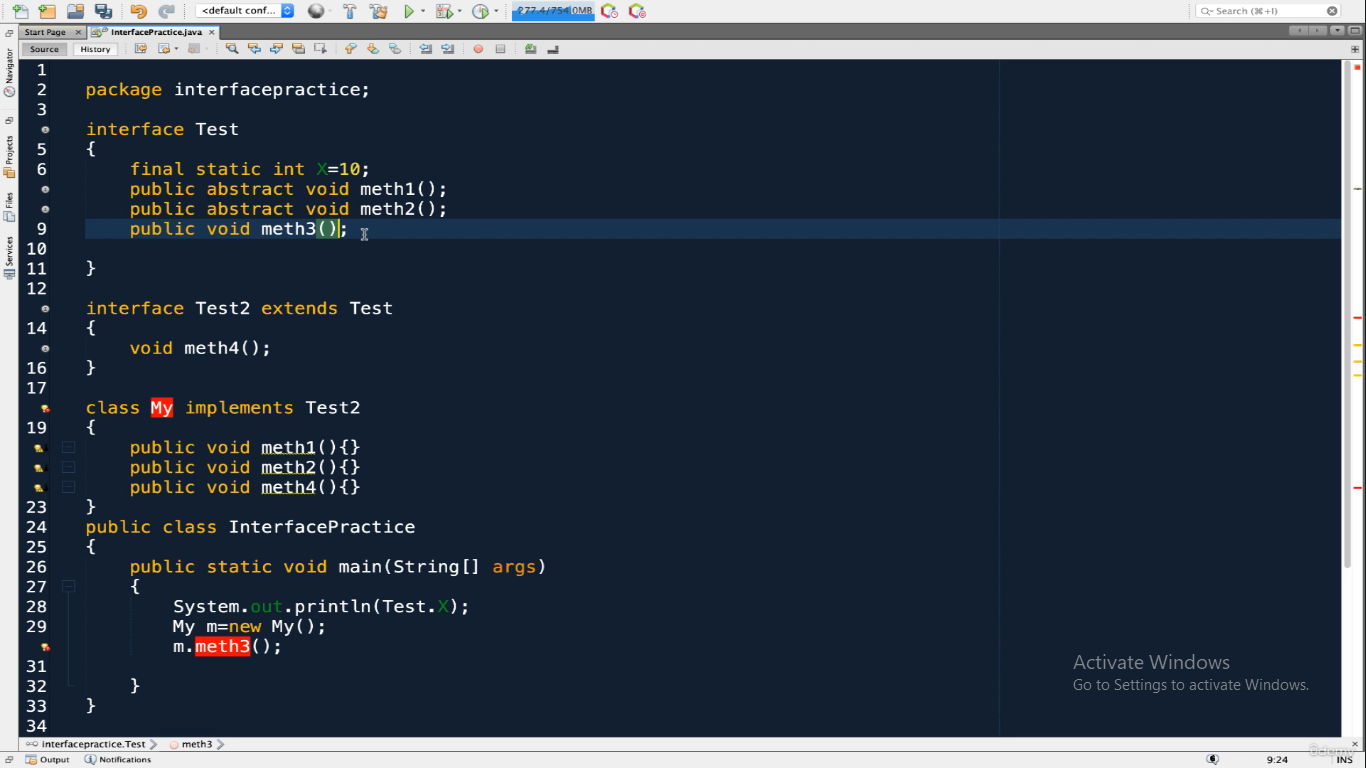 <default conf...
277.4/754.0MB
Search (⌘+I)
Start Page
InterfacePractice.java
Source
History
Navigator
Projects
Files
Services
1
2 package interfacepractice;
3
interface Test
5 {
6 final static int X=10;
public abstract void meth1();
public abstract void meth2();
9 public void meth3();
10
11 }
12
interface Test2 extends Test
14 {
void meth4();
16 }
17
class My implements Test2
19 {
public void meth1(){}
public void meth2(){}
public void meth4(){}
23 }
24 public class InterfacePractice
25 {
26 public static void main(String[] args)
27 {
28 System.out.println(Test.X);
29 My m=new My();
m.meth3();
31
32 }
33 }
34
Activate Windows
Go to Settings to activate Windows.
interfacepractice.Test
meth3
ûdemy
Output
Notifications
9:24
INS